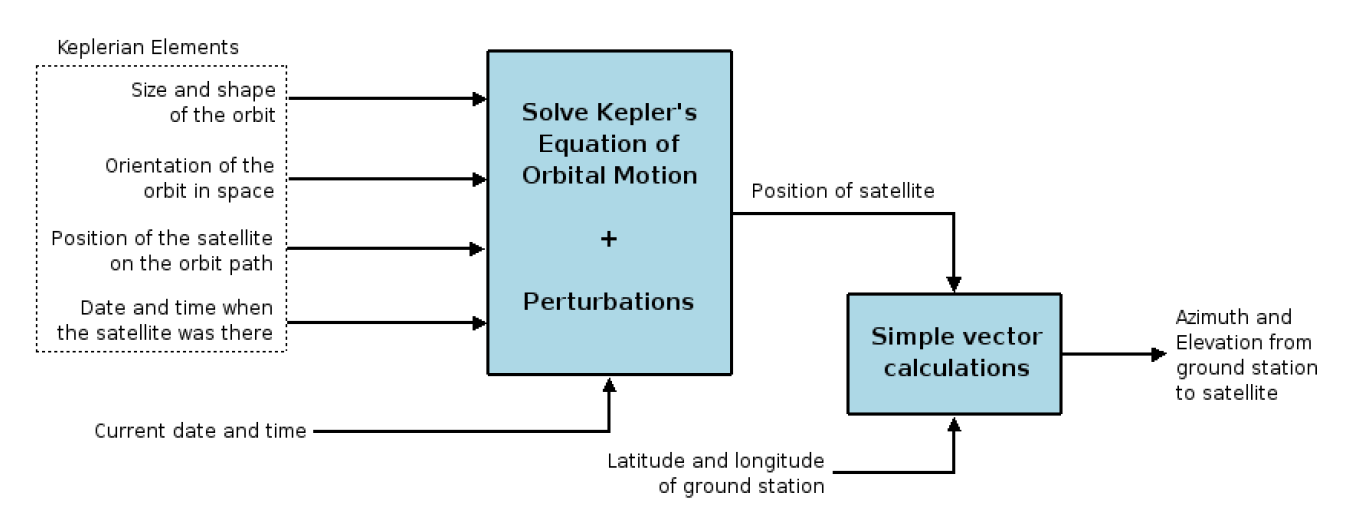 Keplerian Elements
Size and shape
of the orbit
Orientation of the
orbit in space
Position of the satellite
on the orbit path
Date and time when
the satellite was there
Solve Kepler's
Equation of
Orbital Motion
+
Perturbations
Current date and time
Position of satellite
Simple vector
calculations
Latitude and longitude
of ground station
Azimuth and
Elevation from
ground station
to satellite